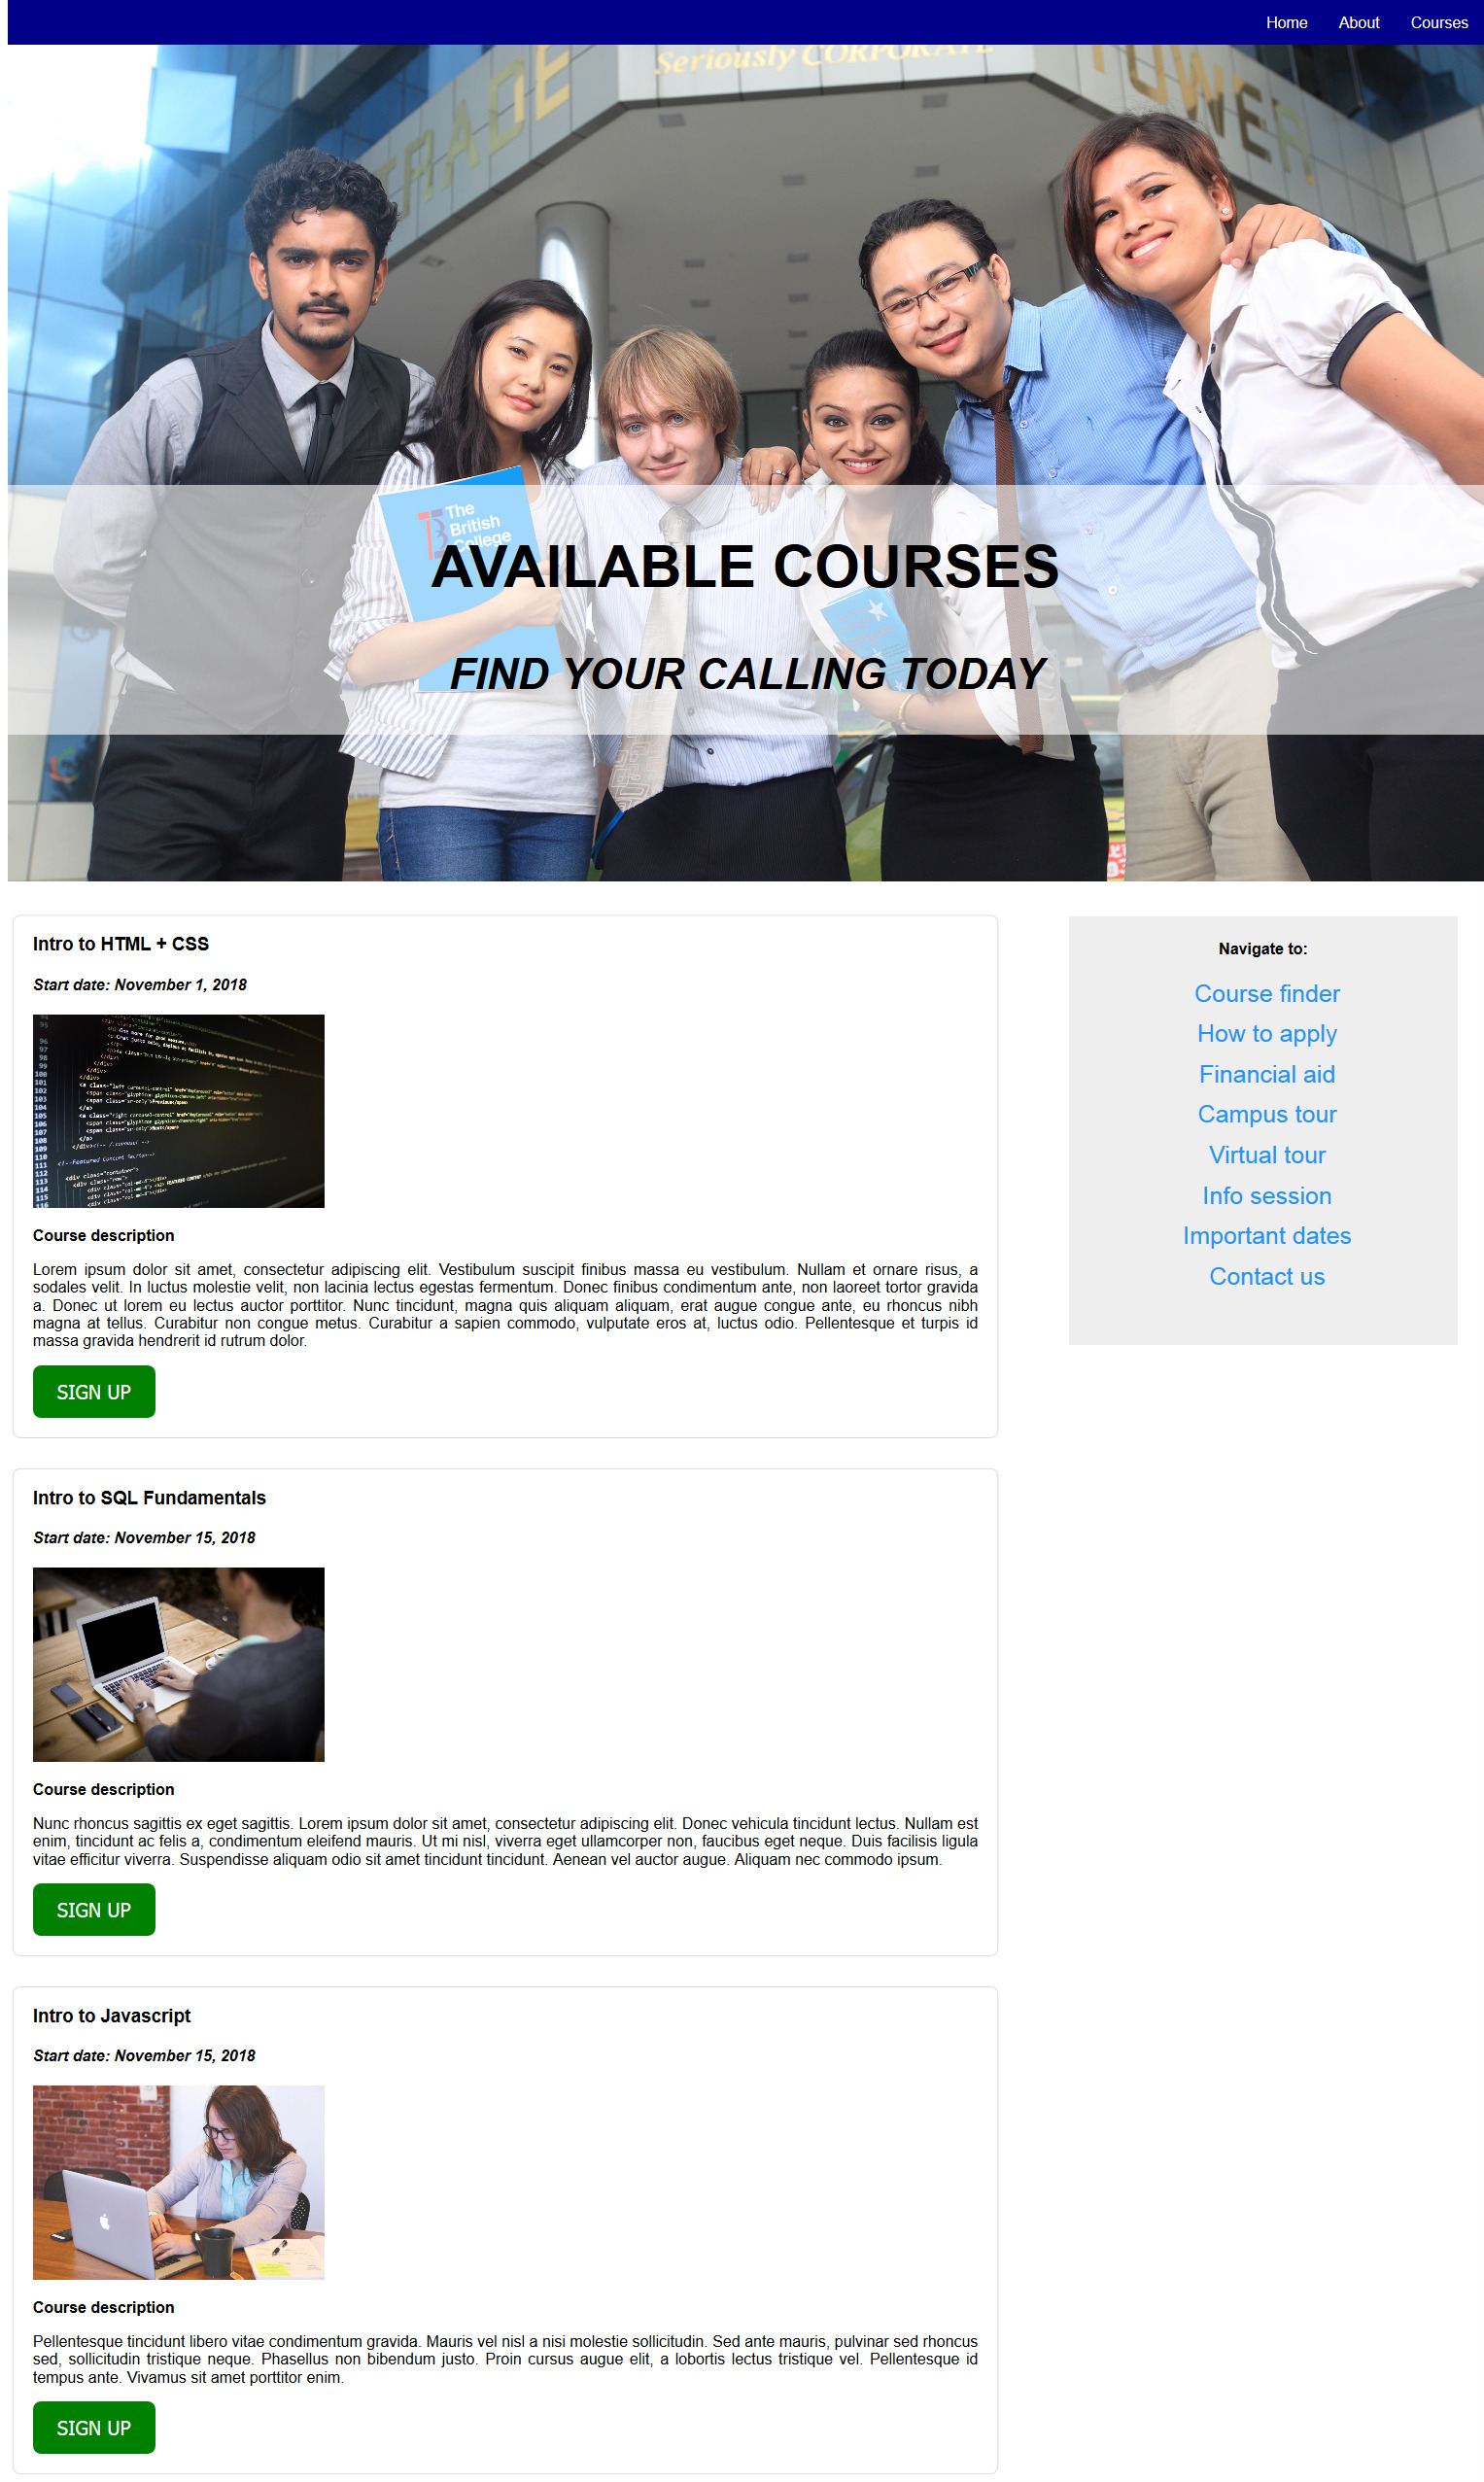 Home About Courses
Seriously CORPORATE
TRADE TOWER
The
British
College
AVAILABLE COURSES
FIND YOUR CALLING TODAY
Intro to HTML + CSS
Start date: November 1, 2018
Course description
Lorem ipsum dolor sit amet, consectetur adipiscing elit. Vestibulum suscipit finibus massa eu vestibulum. Nullam et ornare risus, a
sodales velit. In luctus molestie velit, non lacinia lectus egestas fermentum. Donec finibus condimentum ante, non laoreet tortor gravida
a. Donec ut lorem eu lectus auctor porttitor. Nunc tincidunt, magna quis aliquam aliquam, erat augue congue ante, eu rhoncus nibh
magna at tellus. Curabitur non congue metus. Curabitur a sapien commodo, vulputate eros at, luctus odio. Pellentesque et turpis id
massa gravida hendrerit id rutrum dolor.
SIGN UP
Intro to SQL Fundamentals
Start date: November 15, 2018
Course description
Nunc rhoncus sagittis ex eget sagittis. Lorem ipsum dolor sit amet, consectetur adipiscing elit. Donec vehicula tincidunt lectus. Nullam est
enim, tincidunt ac felis a, condimentum eleifend mauris. Ut mi nisl, viverra eget ullamcorper non, faucibus eget neque. Duis facilisis ligula
vitae efficitur viverra. Suspendisse aliquam odio sit amet tincidunt tincidunt. Aenean vel auctor augue. Aliquam nec commodo ipsum.
SIGN UP
Intro to Javascript
Start date: November 15, 2018
Course description
Pellentesque tincidunt libero vitae condimentum gravida. Mauris vel nisl a nisi molestie sollicitudin. Sed ante mauris, pulvinar sed rhoncus
sed, sollicitudin tristique neque. Phasellus non bibendum justo. Proin cursus augue elit, a lobortis lectus tristique vel. Pellentesque id
tempus ante. Vivamus sit amet porttitor enim.
SIGN UP
Navigate to:
Course finder
How to apply
Financial aid
Campus tour
Virtual tour
Info session
Important dates
Contact us